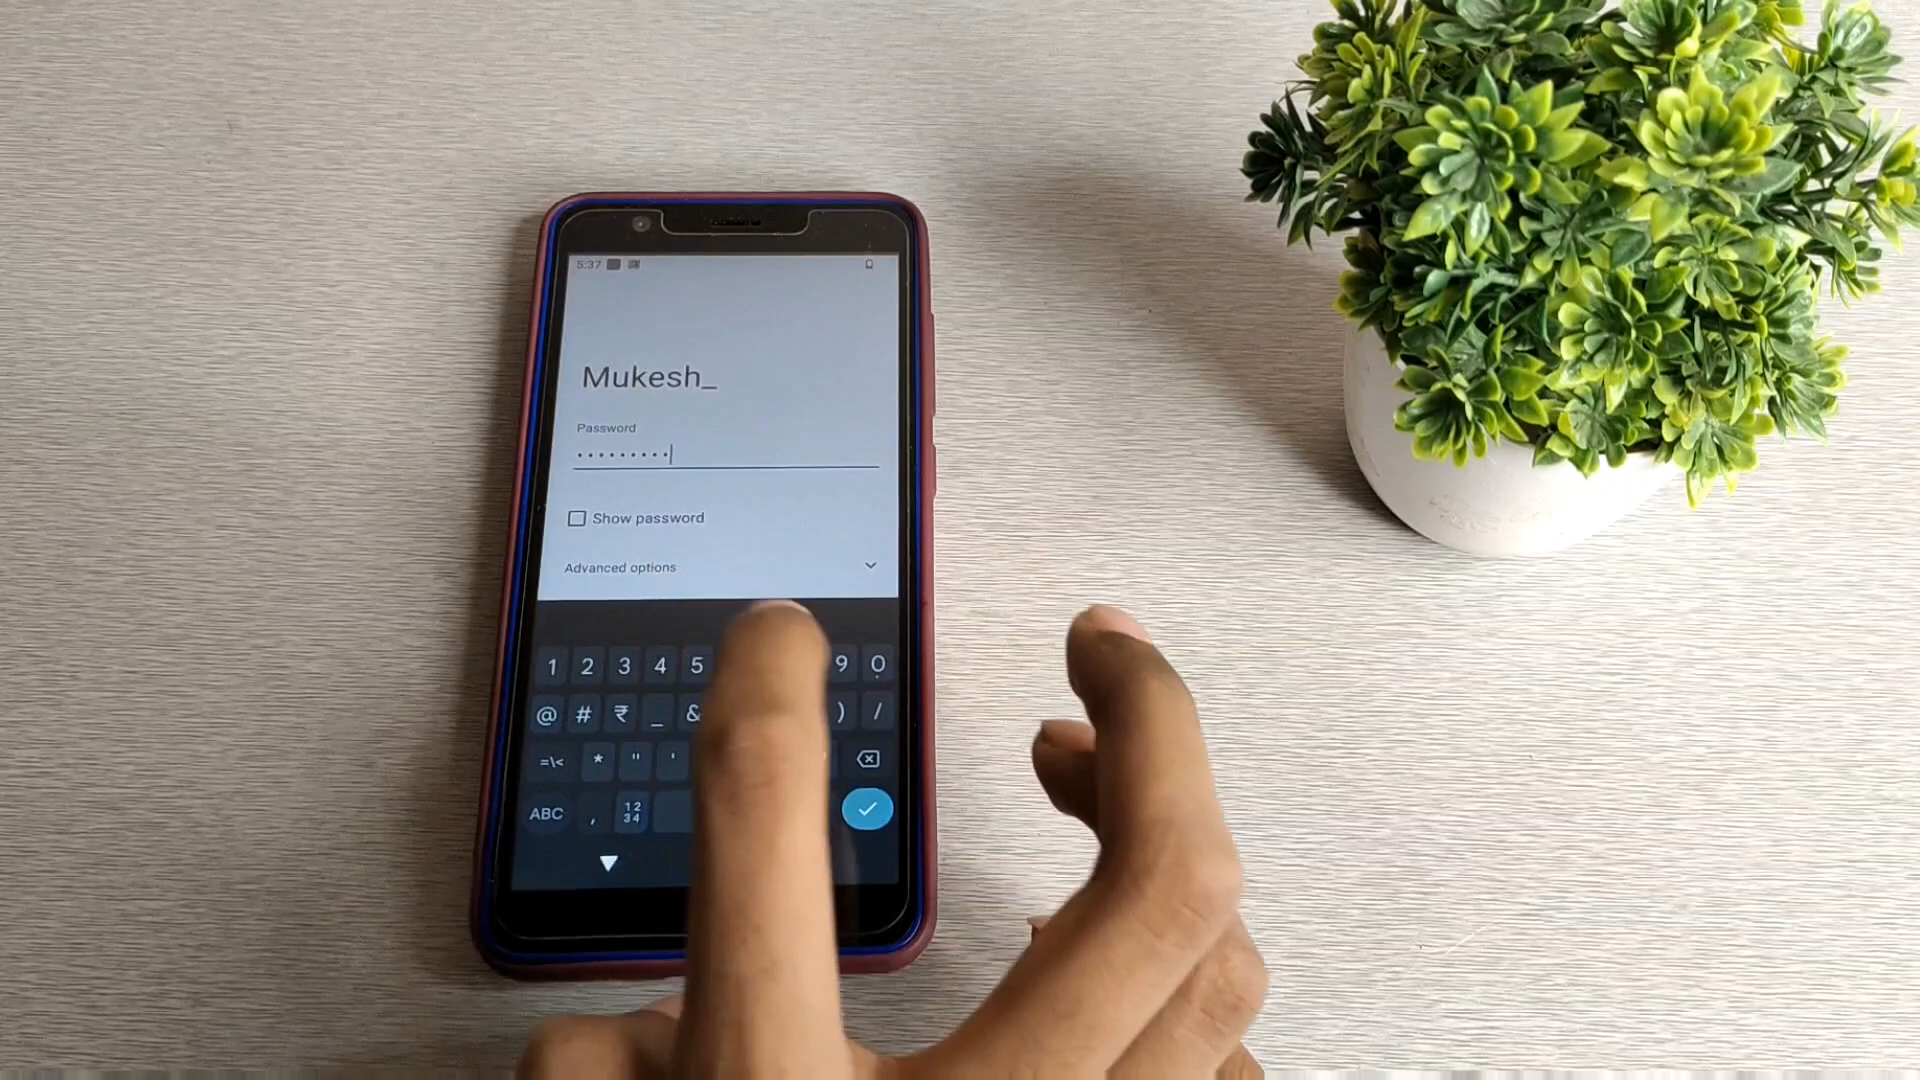 5:37
Mukesh_
Password
•••••••••
Show password
Advanced options
1 2 3 4 5 9 0
@ # ₹ _ & ) /
=\< * " '
ABC , 12 34